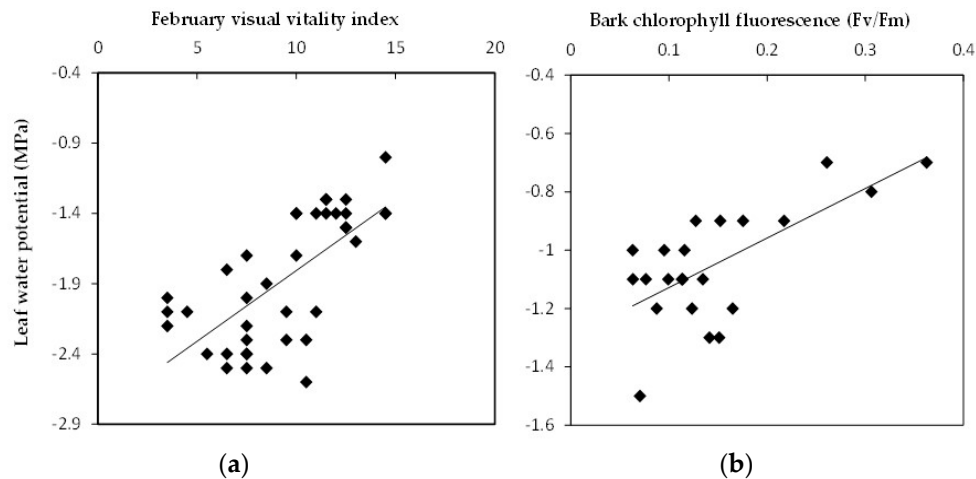 February visual vitality index
0 5 10 15 20
-0.4
-0.9
-1.4
-1.9
-2.4
-2.9
Leaf water potential (MPa)
(a)
Bark chlorophyll fluorescence (Fv/Fm)
0 0.1 0.2 0.3 0.4
-0.4
-0.6
-0.8
-1
-1.2
-1.4
-1.6
(b)